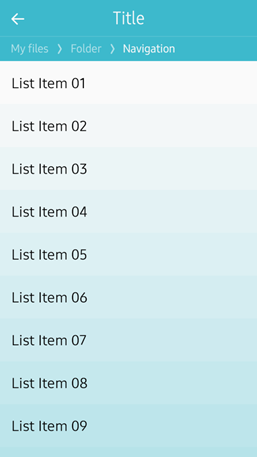 Title
My files > Folder > Navigation
List Item 01
List Item 02
List Item 03
List Item 04
List Item 05
List Item 06
List Item 07
List Item 08
List Item 09